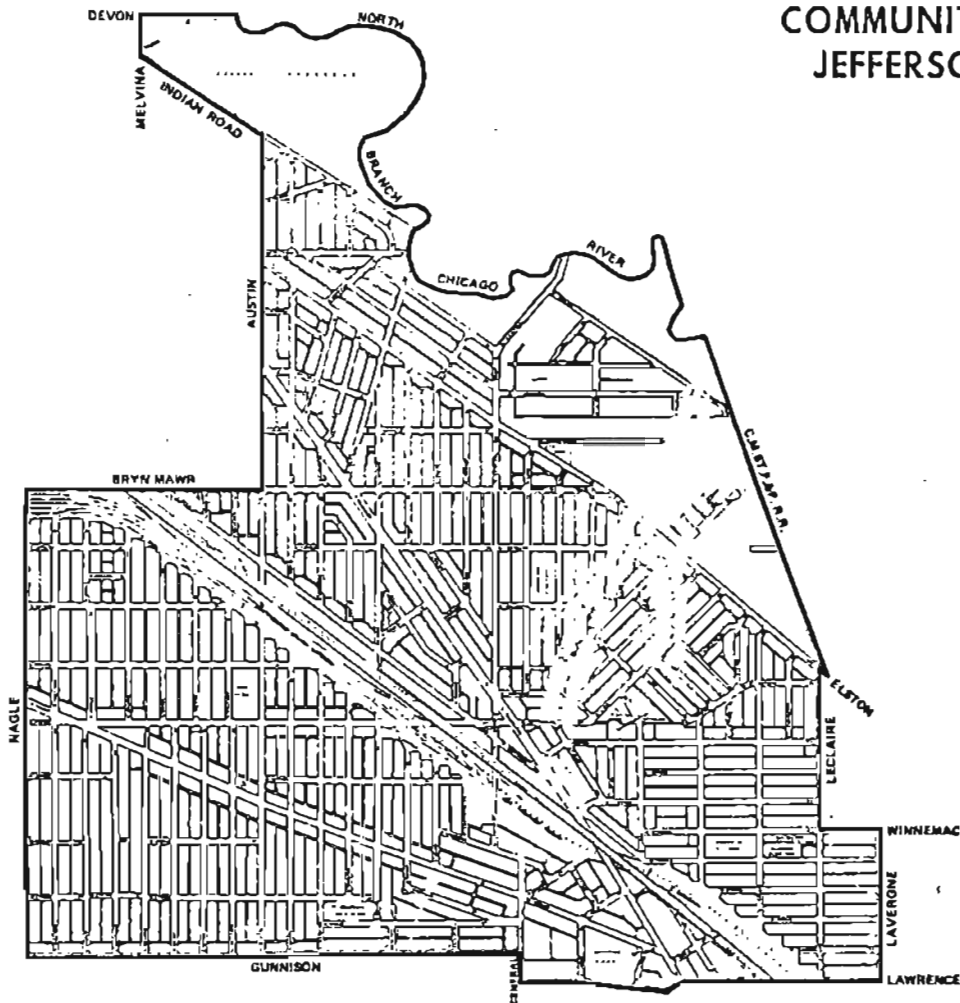 COMMUNIT
JEFFERSO
DEVON
NORTH
MELVINA
INDIAN ROAD
BRANCH
RIVER
CHICAGO
AUSTIN
C.M.ST.P.&P.R.R.
BRYN MAWR
NAGLE
ELSTON
LECLAIRE
WINNEMAC
LAVERGNE
GUNNISON
CENTRAL
LAWRENCE